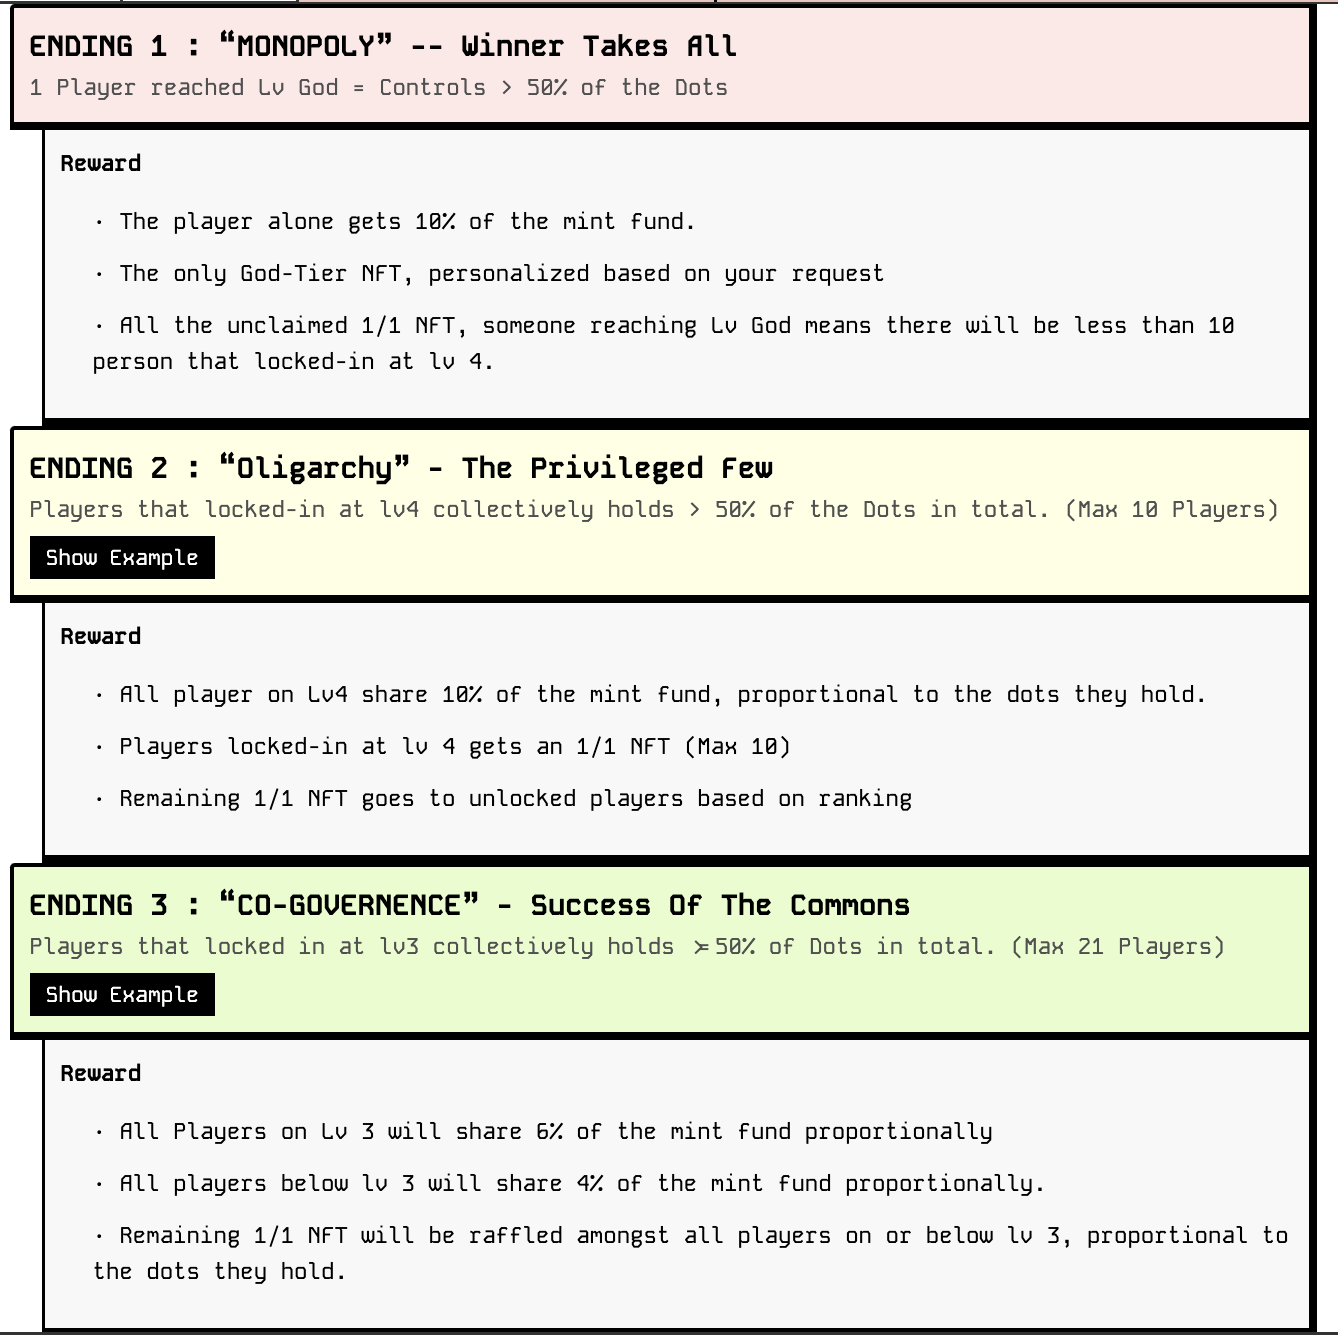 ENDING 1 : “MONOPOLY” -- Winner Takes All
1 Player reached Lv God = Controls > 50% of the Dots
Reward
· The player alone gets 10% of the mint fund.
· The only God-Tier NFT, personalized based on your request
· All the unclaimed 1/1 NFT, someone reaching Lv God means there will be less than 10
person that locked-in at lv 4.
ENDING 2 : “Oligarchy” - The Privileged Few
Players that locked-in at lv4 collectively holds > 50% of the Dots in total. (Max 10 Players)
Show Example
Reward
· All player on Lv4 share 10% of the mint fund, proportional to the dots they hold.
· Players locked-in at lv 4 gets an 1/1 NFT (Max 10)
· Remaining 1/1 NFT goes to unlocked players based on ranking
ENDING 3 : “CO-GOVERNENCE” - Success Of The Commons
Players that locked in at lv3 collectively holds >=50% of Dots in total. (Max 21 Players)
Show Example
Reward
· All Players on Lv 3 will share 6% of the mint fund proportionally
· All players below lv 3 will share 4% of the mint fund proportionally.
· Remaining 1/1 NFT will be raffled amongst all players on or below lv 3, proportional to
the dots they hold.